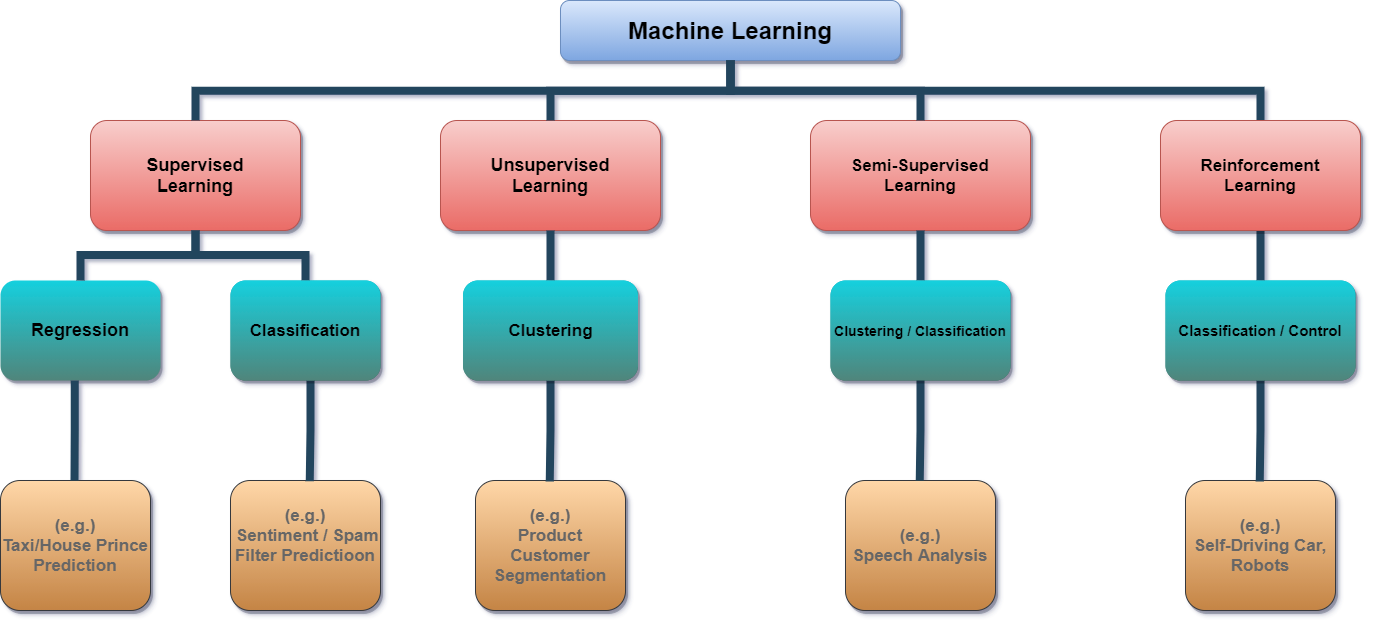 Machine Learning
Supervised
Learning
Unsupervised
Learning
Semi-Supervised
Learning
Reinforcement
Learning
Regression
Classification
Clustering
Clustering / Classification
Classification / Control
(e.g.)
Taxi/House Prince
Prediction
(e.g.)
Sentiment / Spam
Filter Predictioon
(e.g.)
Product
Customer
Segmentation
(e.g.)
Speech Analysis
(e.g.)
Self-Driving Car,
Robots